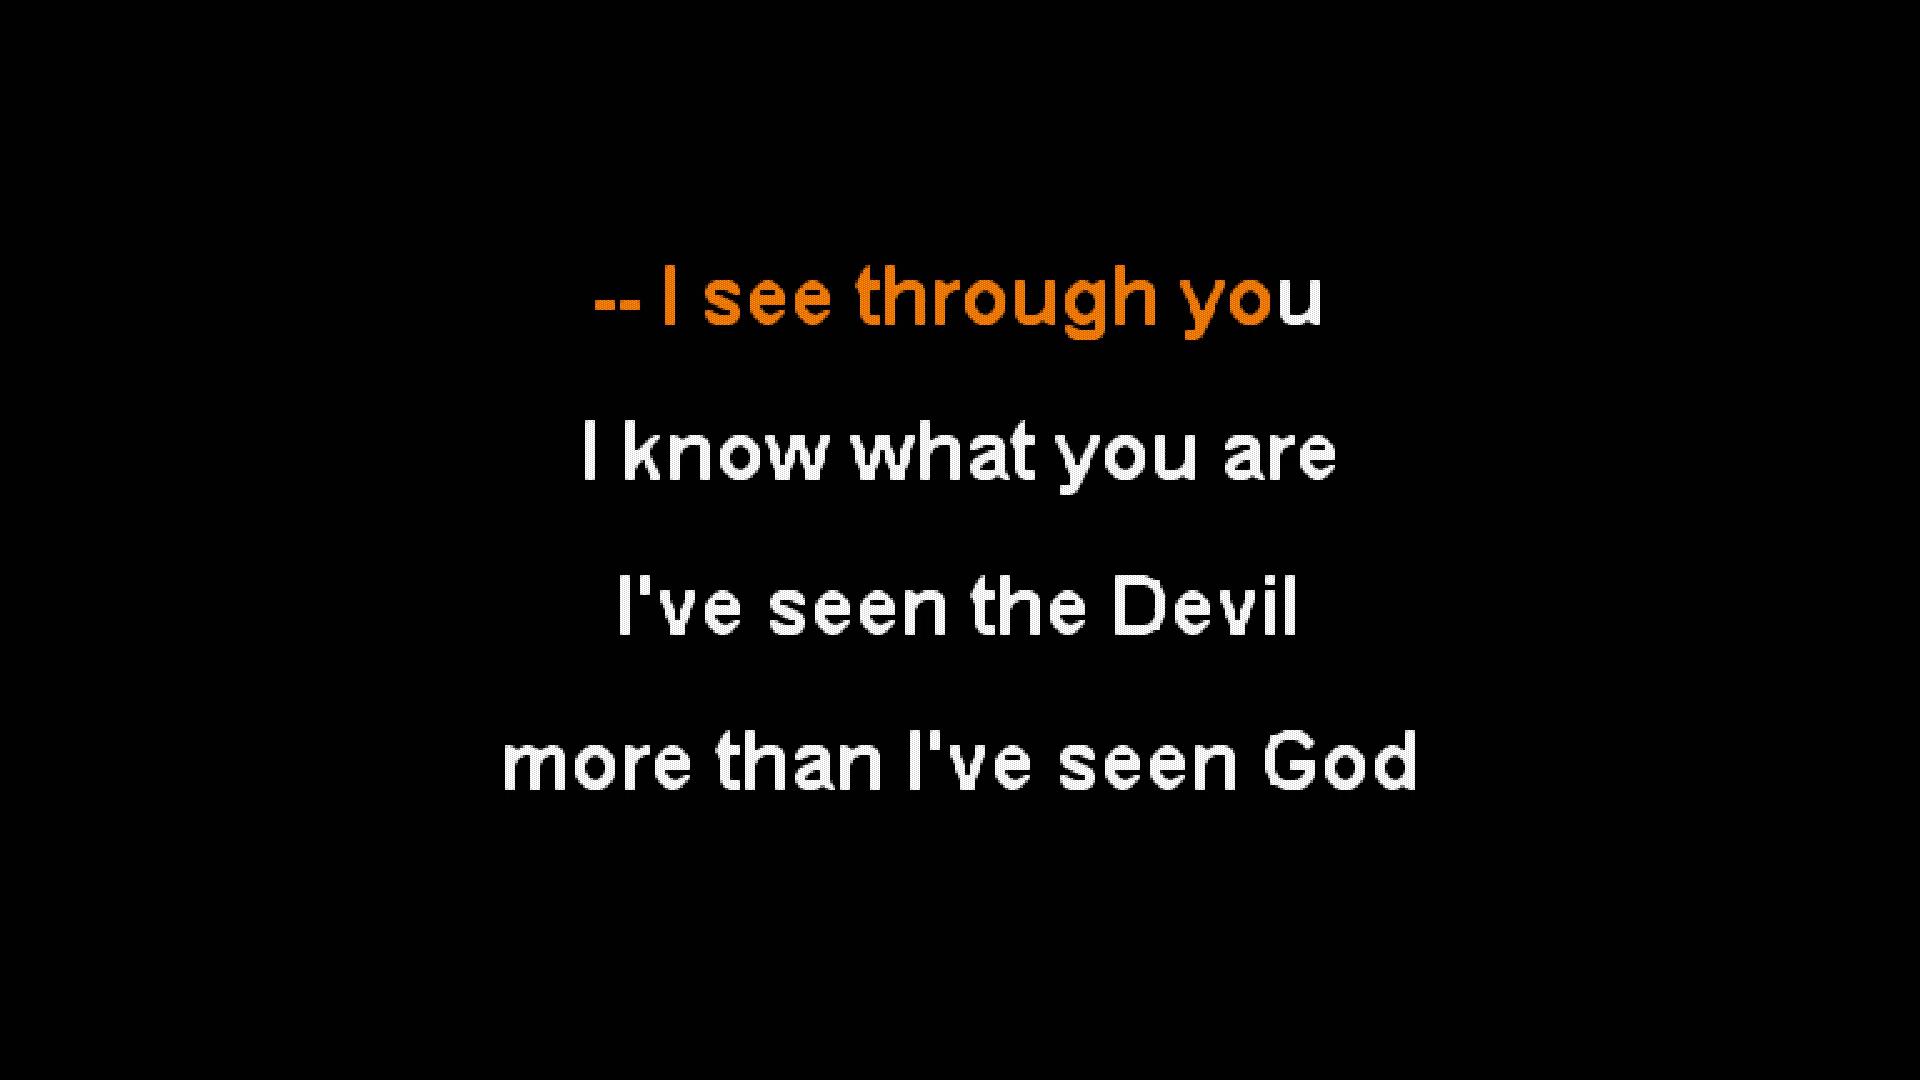 -- I see through you
I know what you are
I've seen the Devil
more than I've seen God